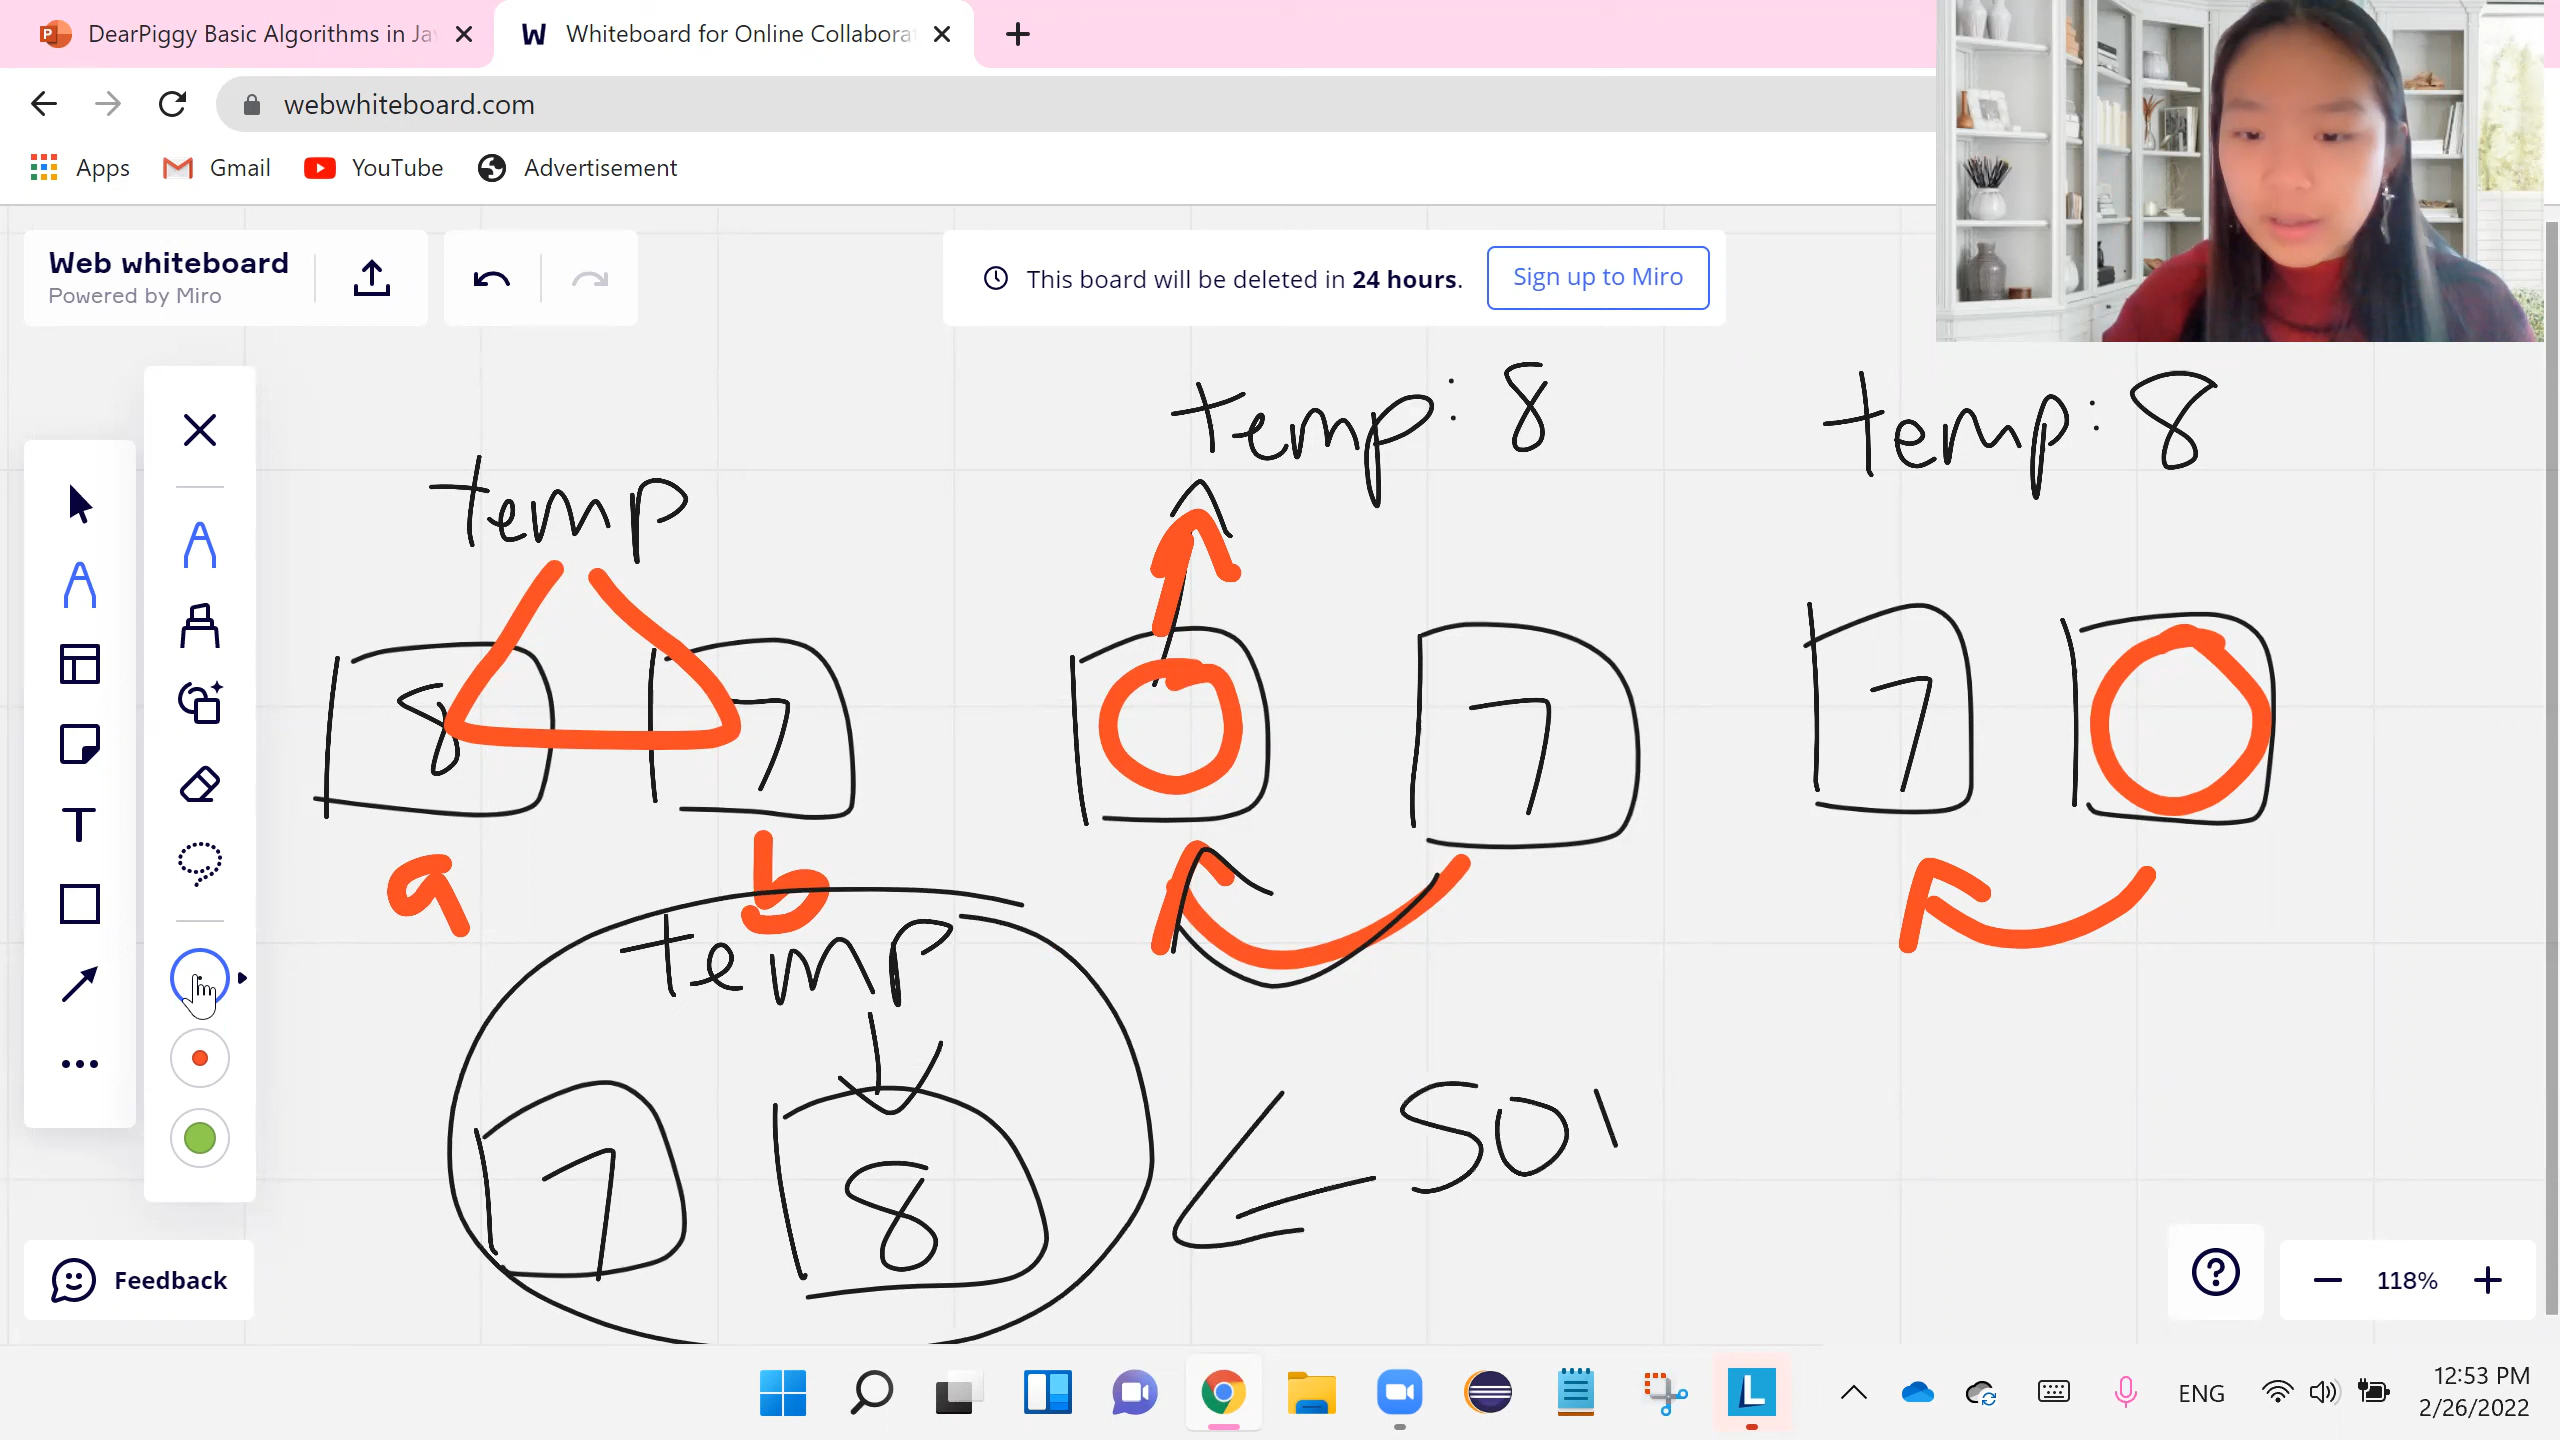 DearPiggy Basic Algorithms in Ja
Whiteboard for Online Collabora
webwhiteboard.com
Apps
Gmail
YouTube
Advertisement
Web whiteboard
Powered by Miro
This board will be deleted in 24 hours.
Sign up to Miro
temp: 8
temp: 8
temp
8
7
7
7
a
b
temp
7
8
Feedback
118%
ENG
12:53 PM
2/26/2022